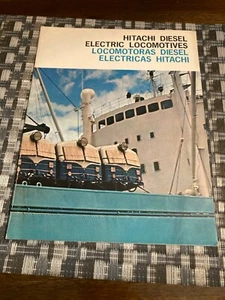 HITACHI DIESEL
ELECTRIC LOCOMOTIVES
LOCOMOTORAS DIESEL
ELECTRICAS HITACHI